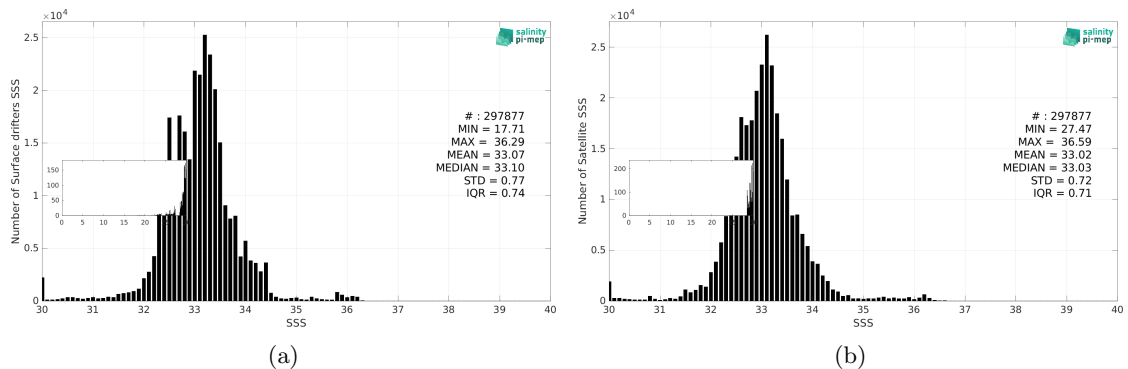 ×10⁴
salinity
pi-mep
Number of Surface drifters SSS
2.5
2
1.5
1
0.5
0
# : 297877
MIN = 17.71
MAX = 36.29
MEAN = 33.07
MEDIAN = 33.10
STD = 0.77
IQR = 0.74
150
100
50
0
0 5 10 15 20 25
30 31 32 33 34 35 36 37 38 39 40
SSS
(a)
×10⁴
salinity
pi-mep
Number of Satellite SSS
2.5
2
1.5
1
0.5
0
# : 297877
MIN = 27.47
MAX = 36.59
MEAN = 33.02
MEDIAN = 33.03
STD = 0.72
IQR = 0.71
200
100
0
0 5 10 15 20 25
30 31 32 33 34 35 36 37 38 39 40
SSS
(b)